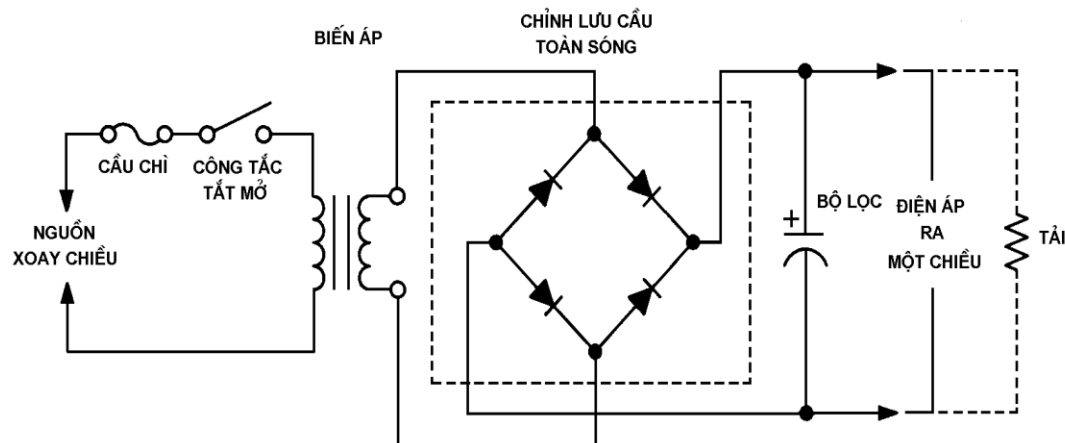 CHỈNH LƯU CẦU
TOÀN SÓNG
BIẾN ÁP
CẦU CHÌ
CÔNG TẮC
TẮT MỞ
NGUỒN
XOAY CHIỀU
+
BỘ LỌC
ĐIỆN ÁP
RA
MỘT CHIỀU
TẢI